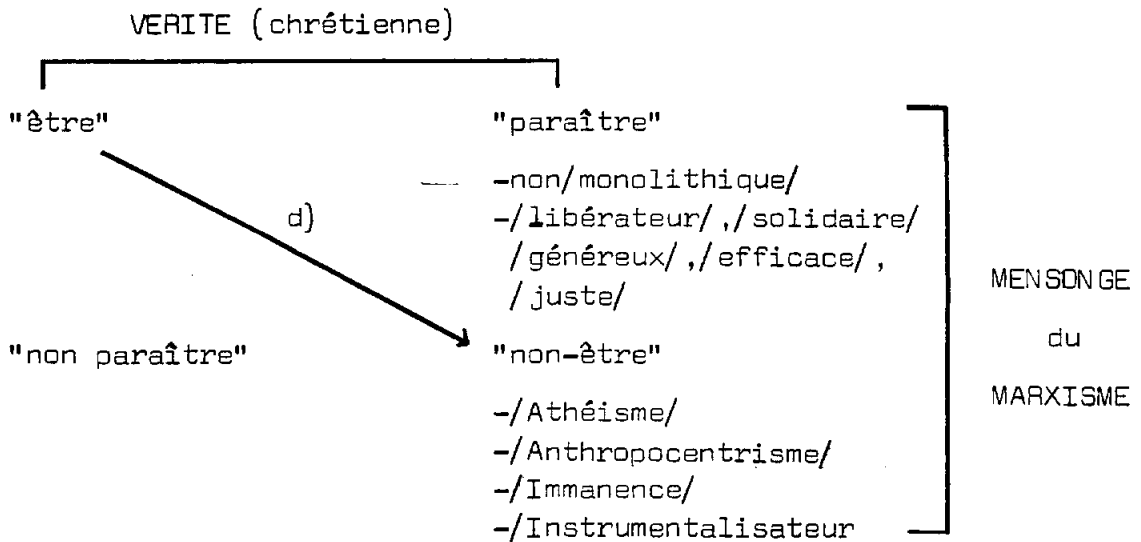 VERITE (chrétienne)
"être" "paraître"
-non/monolithique/
d) -/libérateur/,/solidaire/
/généreux/,/efficace/,
/juste/
MENSONGE
"non paraître" "non-être" du
MARXISME
-/Athéisme/
-/Anthropocentrisme/
-/Immanence/
-/Instrumentalisateur